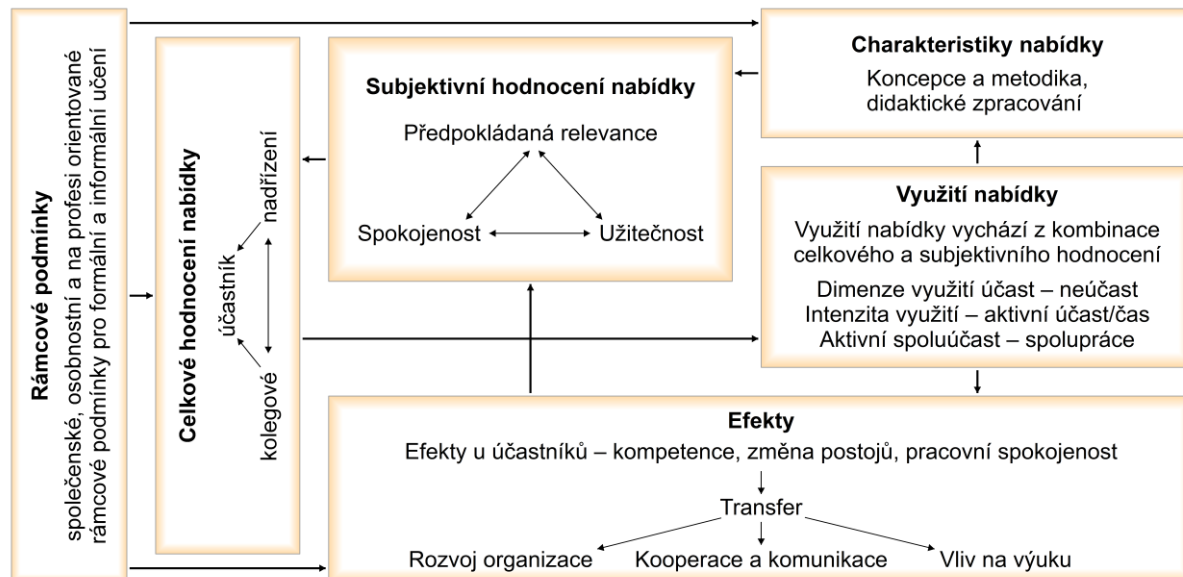 Rámcové podmínky
společenské, osobnostní a na profesi orientované
rámcové podmínky pro formální a informální učení
Celkové hodnocení nabídky
účastník
nadřízení
kolegové
Subjektivní hodnocení nabídky
Předpokládaná relevance
Spokojenost
Užitečnost
Charakteristiky nabídky
Koncepce a metodika,
didaktické zpracování
Využití nabídky
Využití nabídky vychází z kombinace
celkového a subjektivního hodnocení
Dimenze využití účast – neúčast
Intenzita využití – aktivní účast/čas
Aktivní spoluúčast – spolupráce
Efekty
Efekty u účastníků – kompetence, změna postojů, pracovní spokojenost
Transfer
Rozvoj organizace
Kooperace a komunikace
Vliv na výuku